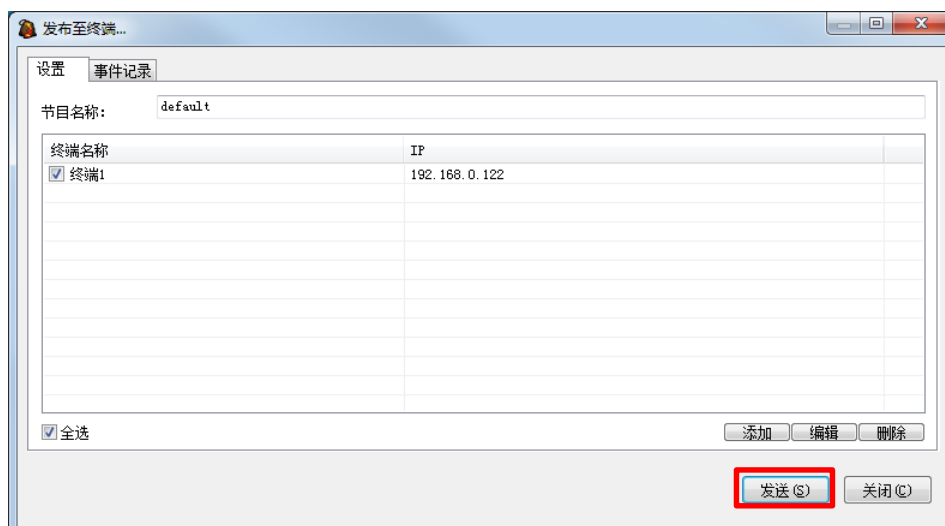 发布至终端...
设置 事件记录
节目名称: default
终端名称 IP
终端1 192.168.0.122
全选 添加 编辑 删除
发送(S) 关闭(C)